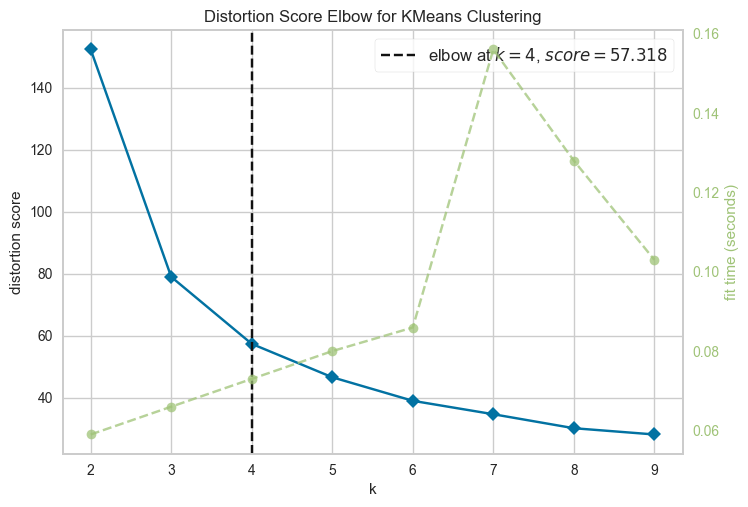 Distortion Score Elbow for KMeans Clustering
elbow at k = 4, score = 57.318
distortion score
140
120
100
80
60
40
0.16
0.14
0.12
0.10
0.08
0.06
fit time (seconds)
2 3 4 5 6 7 8 9
k